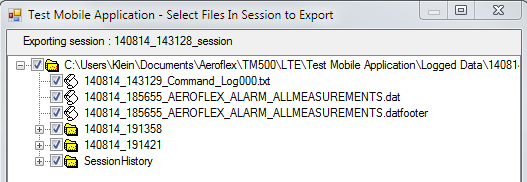 Test Mobile Application - Select Files In Session to Export
Exporting session : 140814_143128_session
C:\Users\Klein\Documents\Aeroflex\TM500\LTE\Test Mobile Application\Logged Data\14081
140814_143129_Command_Log000.txt
140814_185655_AEROFLEX_ALARM_ALLMEASUREMENTS.dat
140814_185655_AEROFLEX_ALARM_ALLMEASUREMENTS.datfooter
140814_191358
140814_191421
SessionHistory